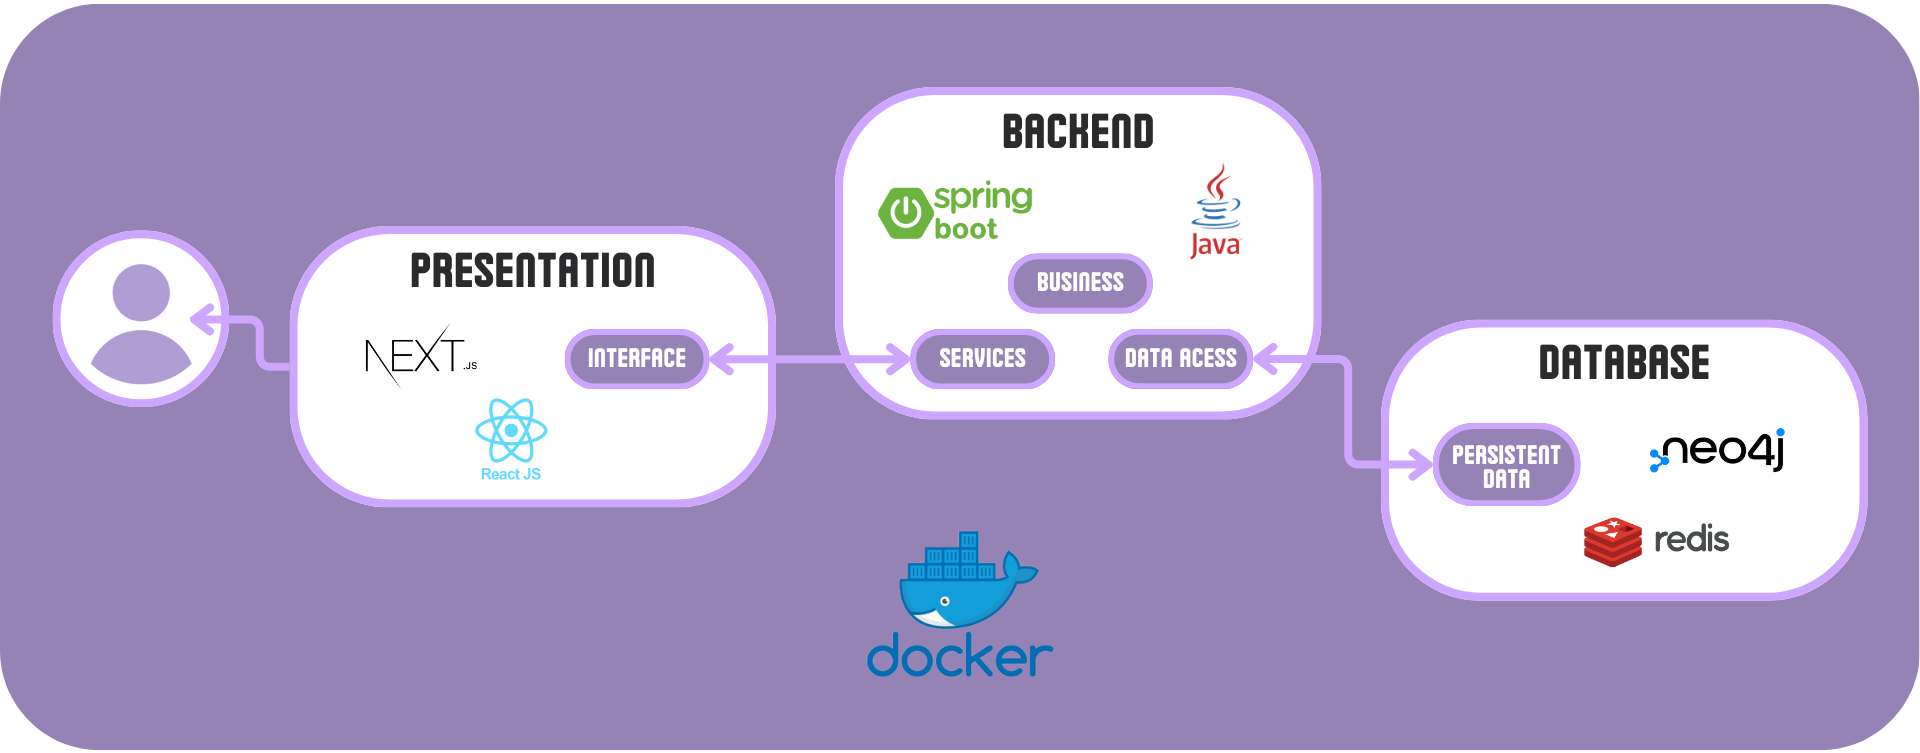 PRESENTATION
NEXT.JS
INTERFACE
React JS
BACKEND
spring
boot
Java
BUSINESS
SERVICES
DATA ACESS
DATABASE
PERSISTENT
DATA
neo4j
redis
docker